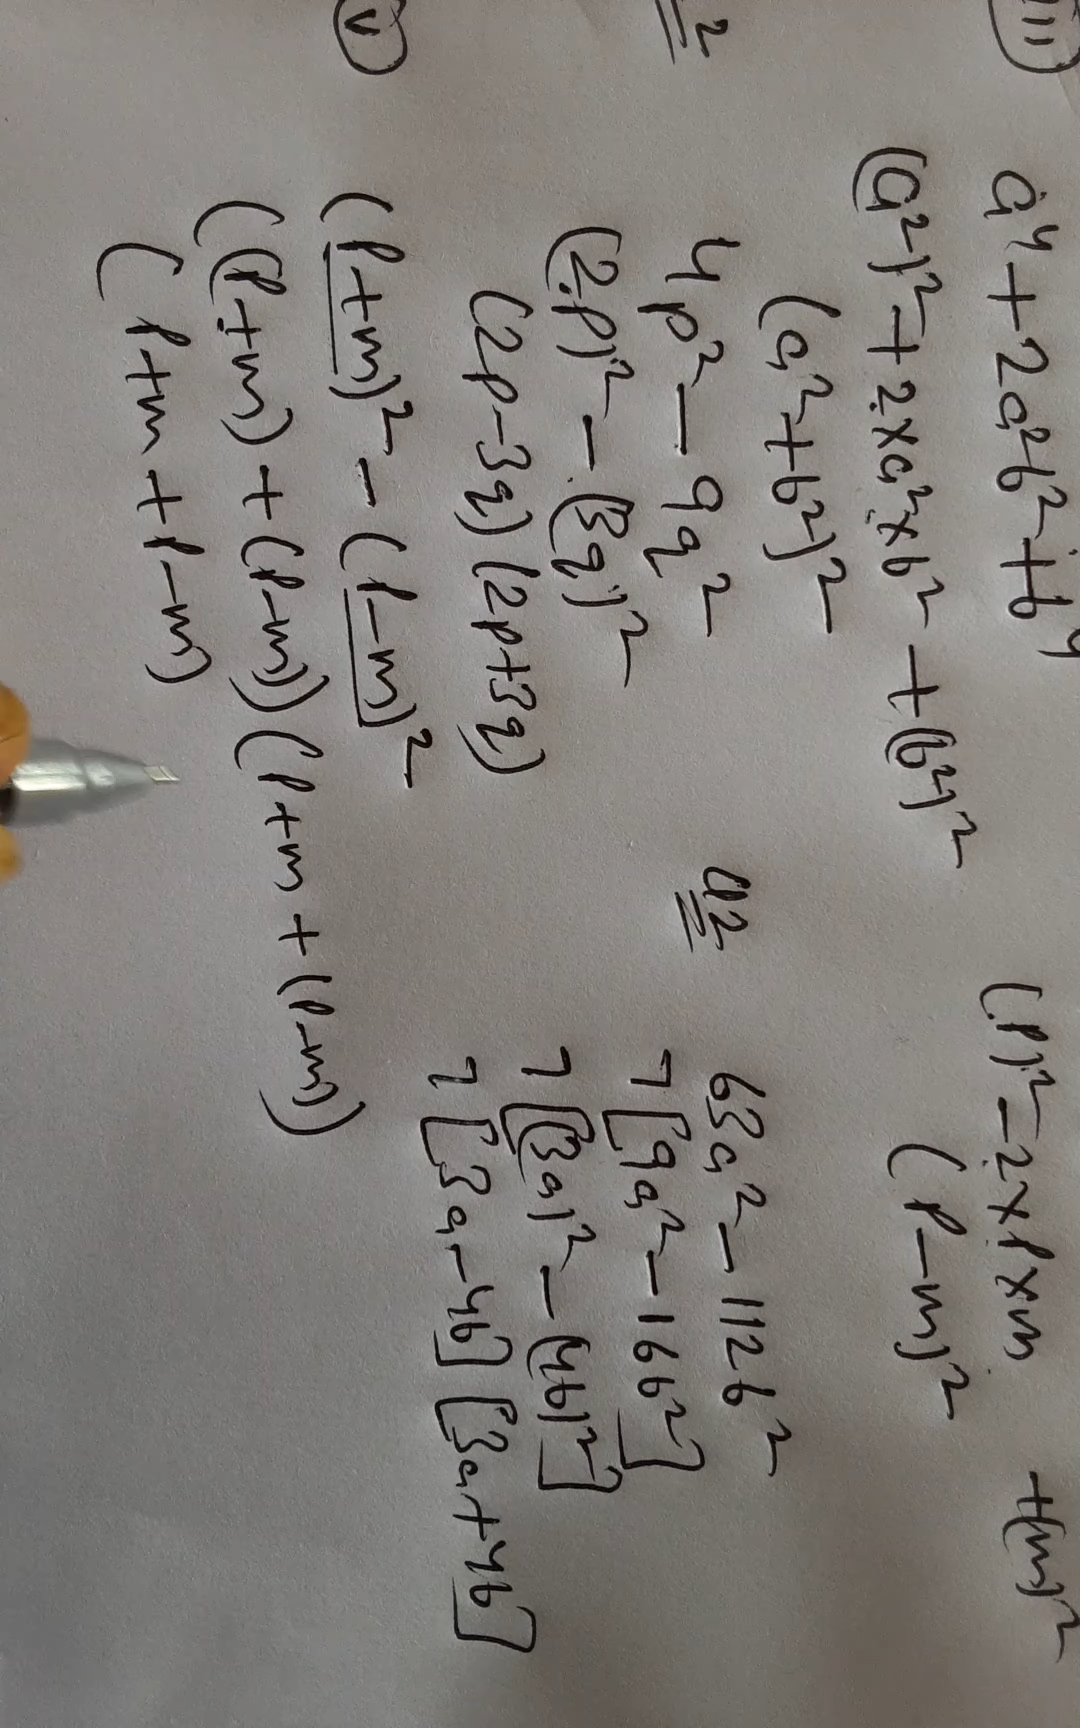 iii) a⁴ + 2a²b² + b⁴
(a²)² + 2×a²×b² + (b²)²
(a²+b²)²
(P)² - 2×P×m + (m)²
(P-m)²
2
4p² - 9q²
(2p)² - (3q)²
(2p-3q) (2p+3q)
Q2
63a² - 112b²
7[9a² - 16b²]
7[(3a)² - (4b)²]
7[3a-4b] [3a+4b]
V (P+m)² - (P-m)²
((P+m) + (P-m)) (P+m + (P-m)
(P+m + P-m)